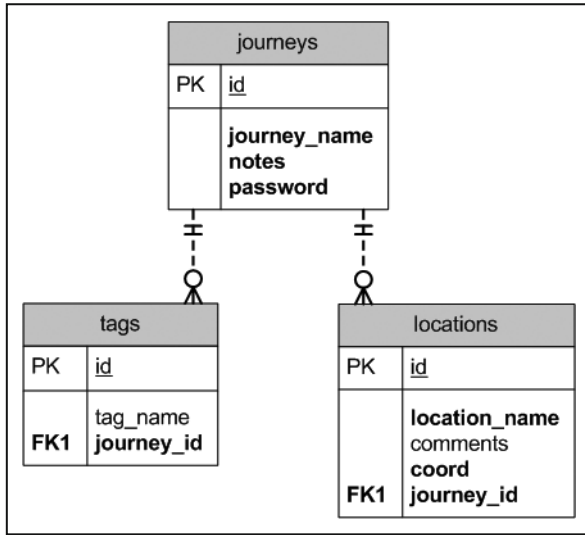 journeys
PK id
journey_name
notes
password
tags
PK id
tag_name
FK1 journey_id
locations
PK id
location_name
comments
coord
FK1 journey_id